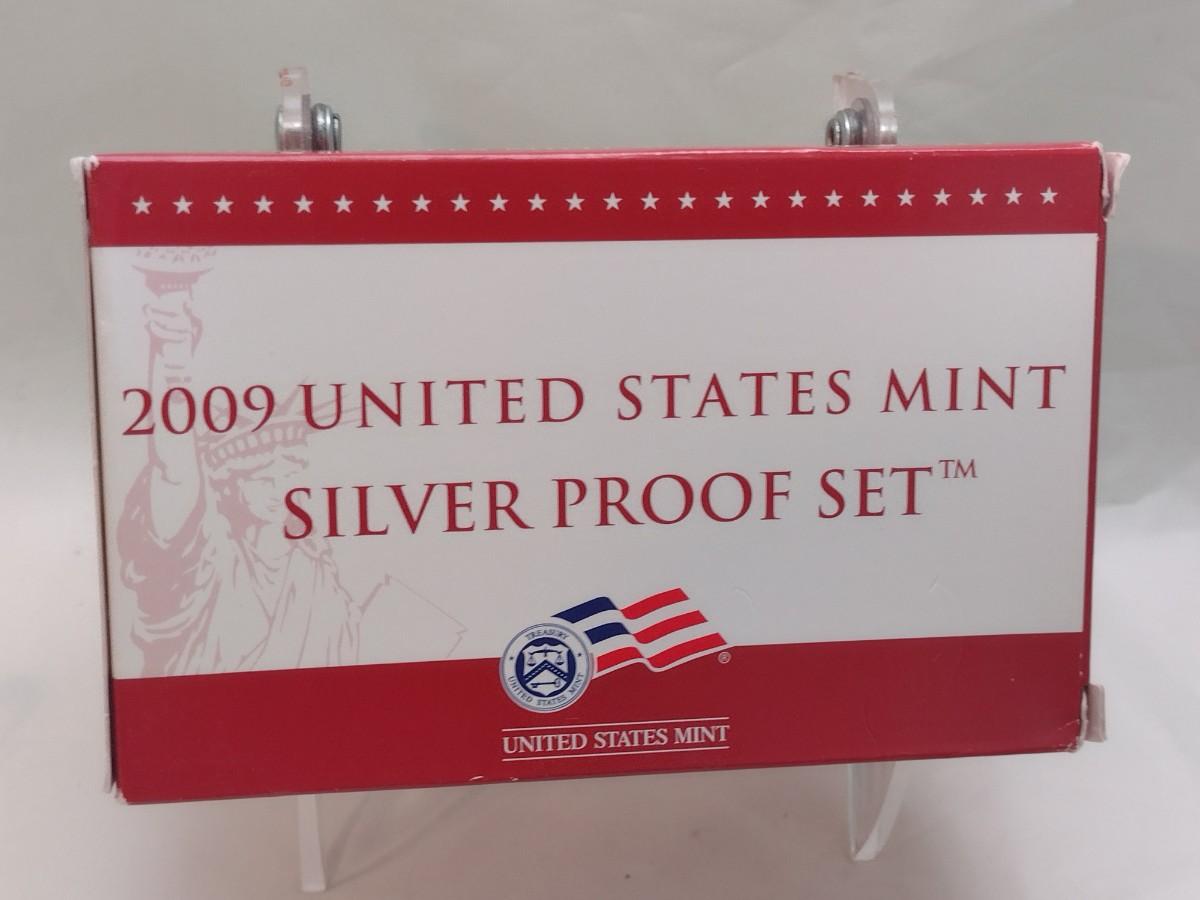 2009 UNITED STATES MINT
SILVER PROOF SET™
TREASURY
UNITED STATES MINT
®
UNITED STATES MINT